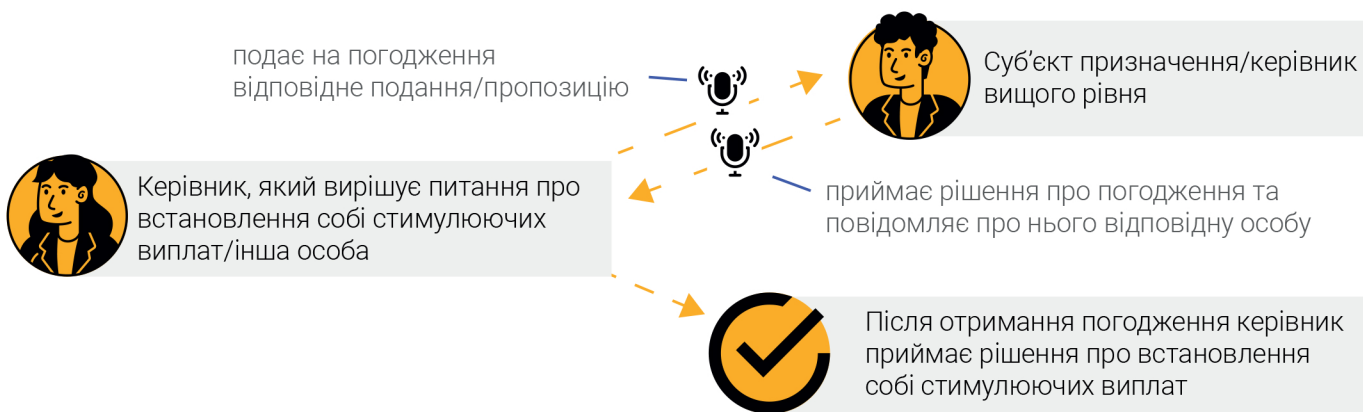 подає на погодження
відповідне подання/пропозицію
Суб’єкт призначення/керівник
вищого рівня
Керівник, який вирішує питання про
встановлення собі стимулюючих
виплат/інша особа
приймає рішення про погодження та
повідомляє про нього відповідну особу
Після отримання погодження керівник
приймає рішення про встановлення
собі стимулюючих виплат